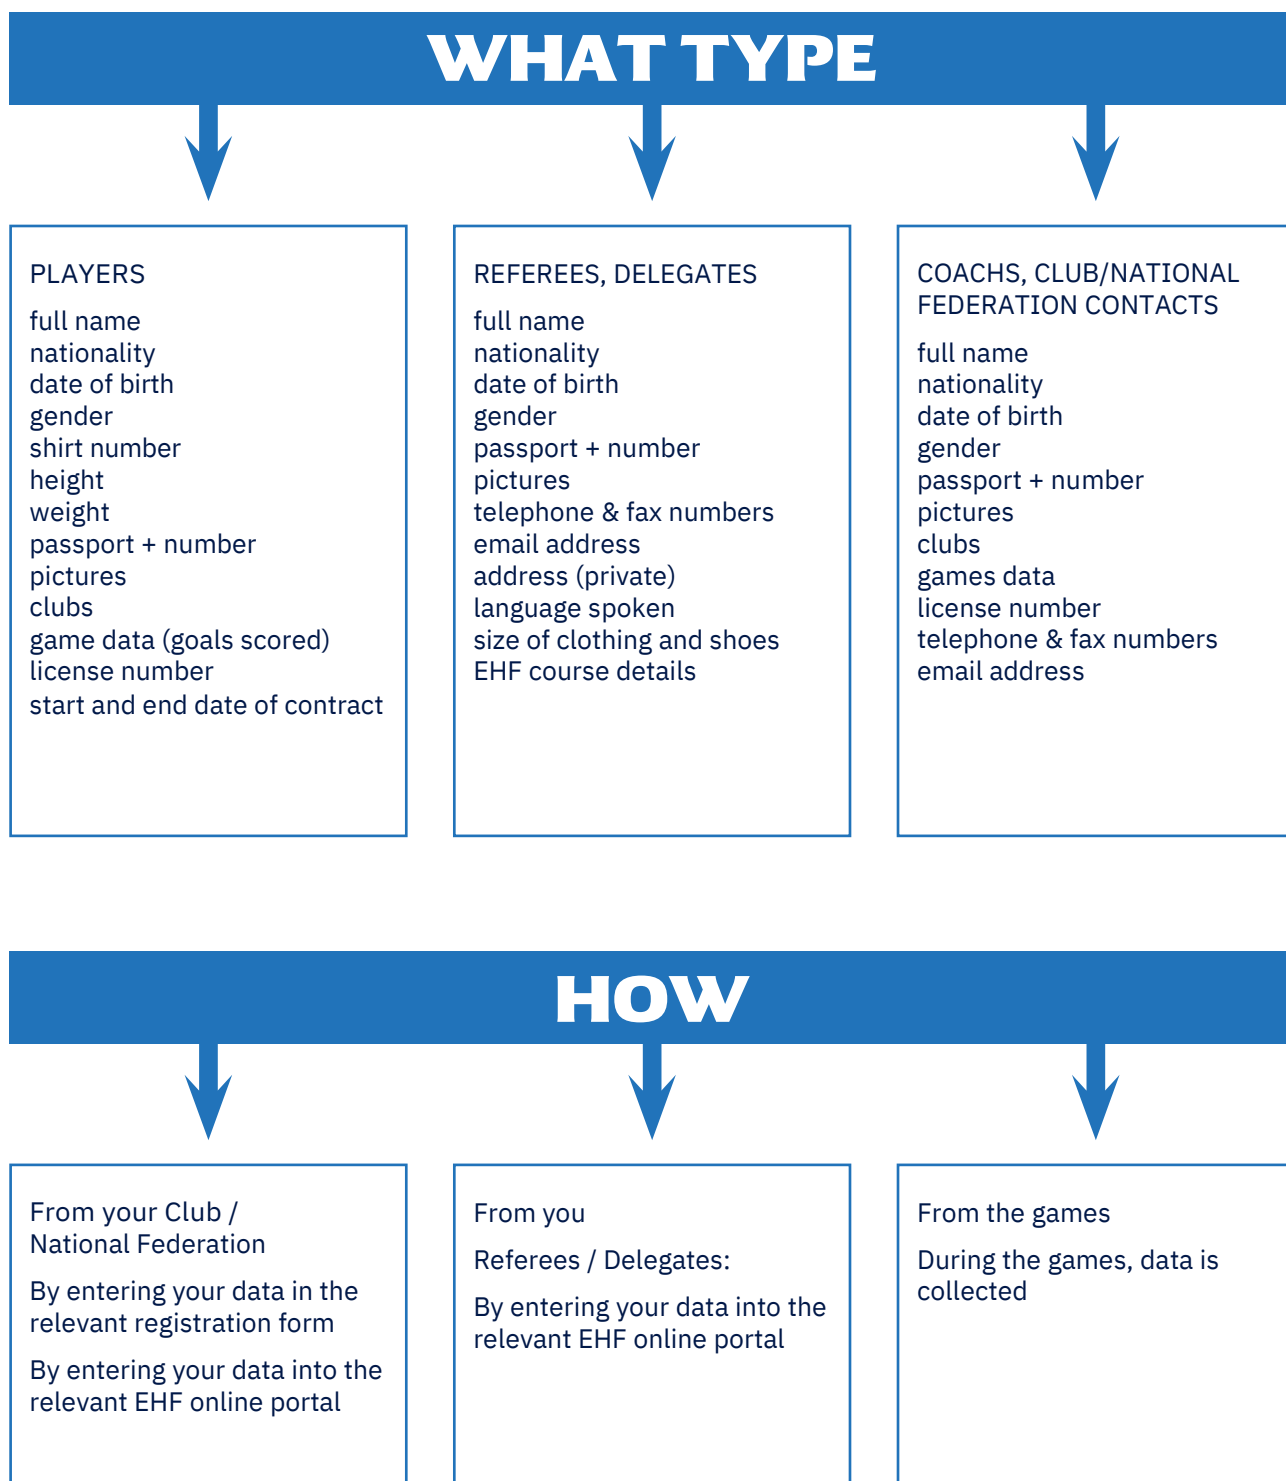 WHAT TYPE
PLAYERS
full name
nationality
date of birth
gender
shirt number
height
weight
passport + number
pictures
clubs
game data (goals scored)
license number
start and end date of contract
REFEREES, DELEGATES
full name
nationality
date of birth
gender
passport + number
pictures
telephone & fax numbers
email address
address (private)
language spoken
size of clothing and shoes
EHF course details
COACHS, CLUB/NATIONAL
FEDERATION CONTACTS
full name
nationality
date of birth
gender
passport + number
pictures
clubs
games data
license number
telephone & fax numbers
email address
HOW
From your Club /
National Federation
By entering your data in the
relevant registration form
By entering your data into the
relevant EHF online portal
From you
Referees / Delegates:
By entering your data into the
relevant EHF online portal
From the games
During the games, data is
collected